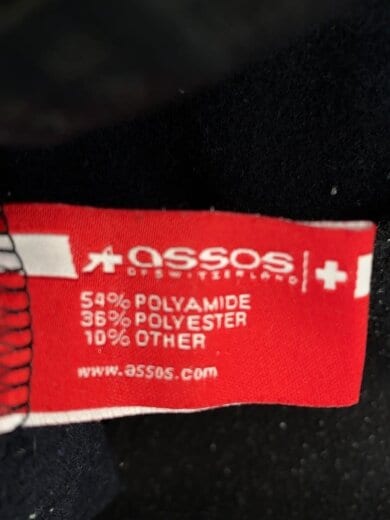 assos
OF SWITZERLAND
54% POLYAMIDE
36% POLYESTER
10% OTHER
www.assos.com